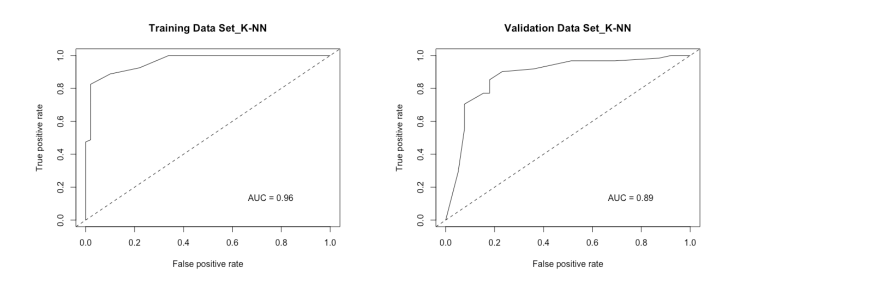 Training Data Set_K-NN
True positive rate
0.0 0.2 0.4 0.6 0.8 1.0
AUC = 0.96
0.0 0.2 0.4 0.6 0.8 1.0
False positive rate
Validation Data Set_K-NN
True positive rate
0.0 0.2 0.4 0.6 0.8 1.0
AUC = 0.89
0.0 0.2 0.4 0.6 0.8 1.0
False positive rate